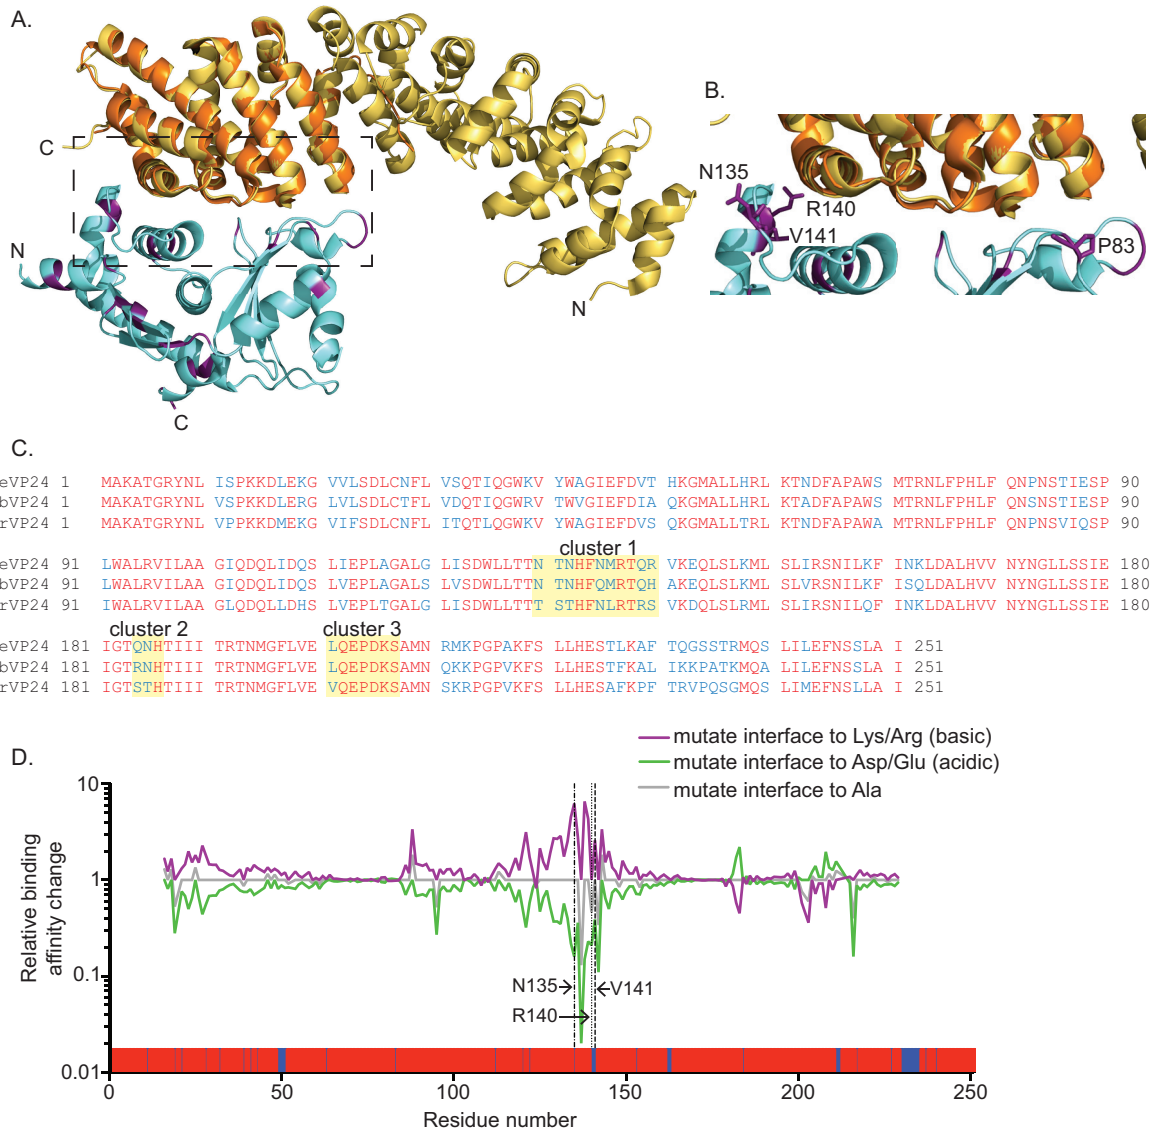 A.
C
N
C
N
B.
N135
R140
V141
P83
C.
eVP24 1 MAKATGRYNL ISPKKDLEKG VVLSDLCNFL VSQTIQGWKV YWAGIEFDVT HKGMALLHRL KTNDFAPAWS MTRNLFPHLF QNPNSTIESP 90
bVP24 1 MAKATGRYNL VSPKKDLEKG VVLSDLCTFL VDQTIQGWRV TWVGIEFDIA QKGMALLHRL KTADFAPAWS MTRNLFPHLF QNSNSTIESP 90
rVP24 1 MAKATGRYNL VPPKKDMEKG VIFSDLCNFL ITQTLQGWKV YWAGIEFDVS QKGMALLTRL KTADFAPAWA MTRNLFPHLF QNPNSVIQSP 90
cluster 1
eVP24 91 LWALRVILAA GIQDQLIDQS LIEPLAGALG LISDWLLTTN TNHFNMRTQR VKEQLSLKML SLIRSNILKF INKLDALHVV NYNGLLSSIE 180
bVP24 91 LWALRVILAA GIQDQLIDQS LVEPLAGALS LVSDWLLTTN TNHFQMRTQH AKEQLSLKML SLIRSNILKF ISQLDALHVV NYNGLLSSIE 180
rVP24 91 IWALRVILAA GLQDQLLDHS LVEPLTGALG LISDWLLTTT STHFNLRTRS VKDQLSLRML SLIRSNILQF INKLDALHVV NYNGLLSSIE 180
cluster 2 cluster 3
eVP24 181 IGTQNHTIII TRTNMGFLVE LQEPDKSAMN RMKPGPAKFS LLHESTLKAF TQGSSTRMQS LILEFNSSLA I 251
bVP24 181 IGTRNHTIII TRTNMGFLVE LQEPDKSAMN QKKPGPVKFS LLHESTFKAL IKKPATKMQA LILEFNSSLA I 251
rVP24 181 IGTSTHTIII TRTNMGFLVE VQEPDKSAMN SKRPGPVKFS LLHESAFKPF TRVPQSGMQS LIMEFNSLLA I 251
D.
mutate interface to Lys/Arg (basic)
mutate interface to Asp/Glu (acidic)
mutate interface to Ala
Relative binding
affinity change
10
1
0.1
0.01
N135
V141
R140
0 50 100 150 200 250
Residue number